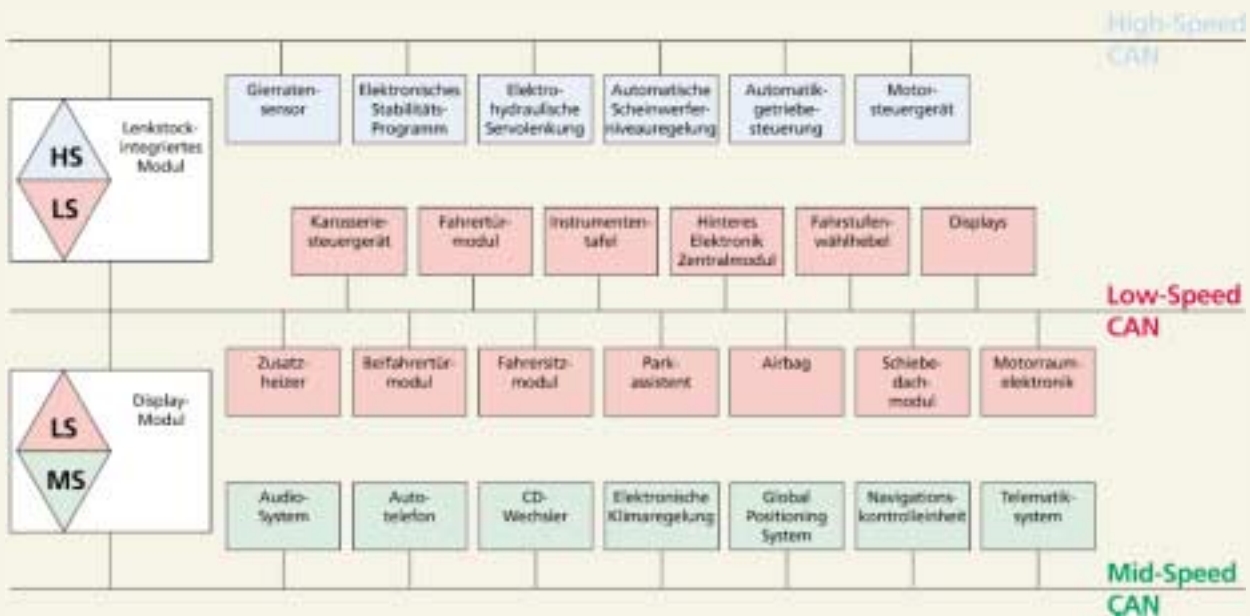 High-Speed
CAN
Gierraten-
sensor
Elektronisches
Stabilitäts-
Programm
Elektro-
hydraulische
Servolenkung
Automatische
Scheinwerfer-
niveauregelung
Automatik-
getriebe-
steuerung
Motor-
steuergerät
HS
LS
Lenkstock-
integriertes
Modul
Karosserie-
steuergerät
Fahrertür-
modul
Instrumenten-
tafel
Hinteres
Elektronik
Zentralmodul
Fahrstufen-
wählhebel
Displays
Low-Speed
CAN
Zusatz-
heizer
Beifahrertür-
modul
Fahrersitz-
modul
Park-
assistent
Airbag
Schiebe-
dach-
modul
Motorraum-
elektronik
LS
MS
Display-
Modul
Audio-
System
Auto-
telefon
CD-
Wechsler
Elektronische
Klimaregelung
Global
Positioning
System
Navigations-
kontrolleinheit
Telematik-
system
Mid-Speed
CAN